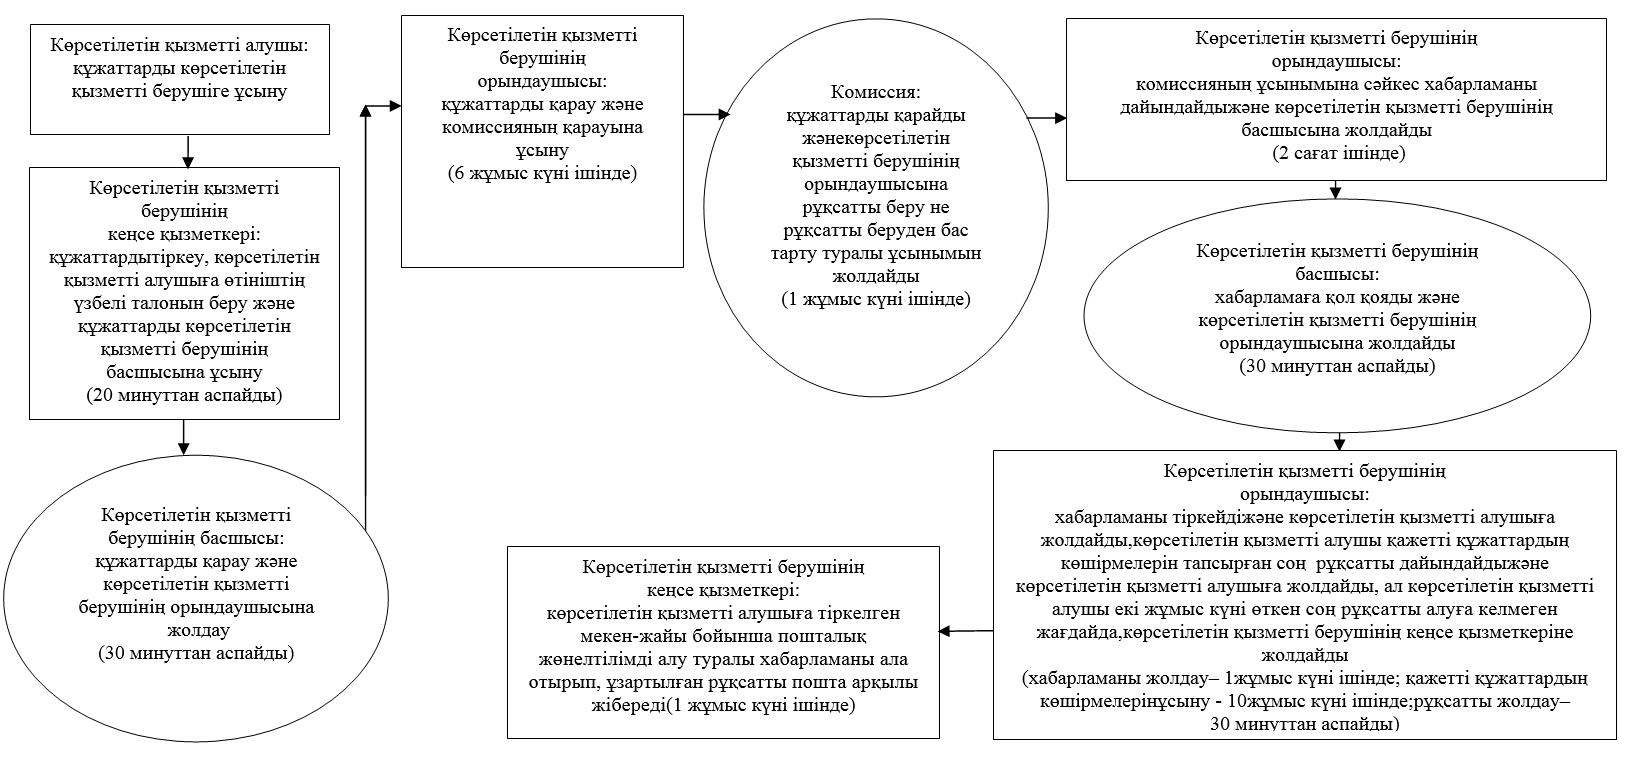 Көрсетілетін қызметті алушы:
құжаттарды көрсетілетін
қызметті берушіге ұсыну
Көрсетілетін қызметті
берушінің
кеңсе қызметкері:
құжаттардытіркеу, көрсетілетін
қызметті алушыға өтініштің
үзбелі талонын беру және
құжаттарды көрсетілетін
қызметті берушінің
басшысына ұсыну
(20 минуттан аспайды)
Көрсетілетін қызметті
берушінің басшысы:
құжаттарды қарау және
көрсетілетін қызметті
берушінің орындаушысына
жолдау
(30 минуттан аспайды)
Көрсетілетін қызметті
берушінің
орындаушысы:
құжаттарды қарау және
комиссияның қарауына
ұсыну
(6 жұмыс күні ішінде)
Комиссия:
құжаттарды қарайды
жәнекөрсетілетін
қызметті берушінің
орындаушысына
рұқсатты беру не
рұқсатты беруден бас
тарту туралы ұсынымын
жолдайды
(1 жұмыс күні ішінде)
Көрсетілетін қызметті берушінің
орындаушысы:
комиссияның ұсынымына сәйкес хабарламаны
дайындайдыжәне көрсетілетін қызметті берушінің
басшысына жолдайды
(2 сағат ішінде)
Көрсетілетін қызметті берушінің
басшысы:
хабарламаға қол қояды және
көрсетілетін қызметті берушінің
орындаушысына жолдайды
(30 минуттан аспайды)
Көрсетілетін қызметті берушінің
орындаушысы:
хабарламаны тіркейдіжәне көрсетілетін қызметті алушыға
жолдайды,көрсетілетін қызметті алушы қажетті құжаттардың
көшірмелерін тапсырған соң  рұқсатты дайындайдыжәне
көрсетілетін қызметті алушыға жолдайды, ал көрсетілетін қызметті
алушы екі жұмыс күні өткен соң рұқсатты алуға келмеген
жағдайда,көрсетілетін қызметті берушінің кеңсе қызметкеріне
жолдайды
(хабарламаны жолдау– 1жұмыс күні ішінде; қажетті құжаттардың
көшірмелерінұсыну - 10жұмыс күні ішінде;рұқсатты жолдау–
30 минуттан аспайды)
Көрсетілетін қызметті берушінің
кеңсе қызметкері:
көрсетілетін қызметті алушыға тіркелген
мекен-жайы бойынша пошталық
жөнелтілімді алу туралы хабарламаны ала
отырып, ұзартылған рұқсатты пошта арқылы
жібереді(1 жұмыс күні ішінде)